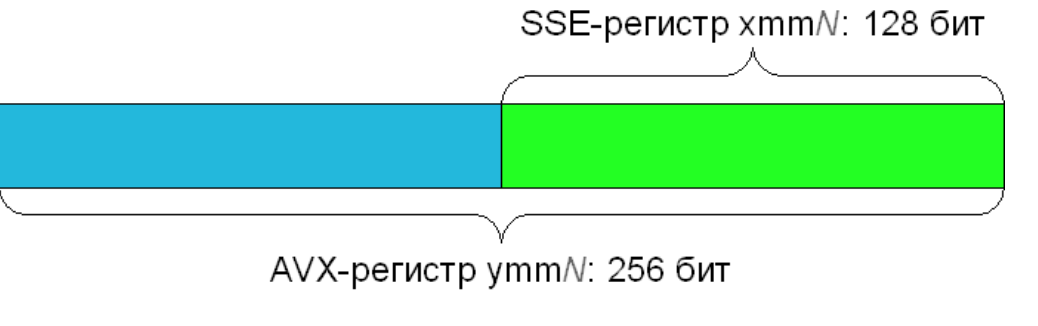 SSE-регистр xmmN: 128 бит
AVX-регистр ymmN: 256 бит